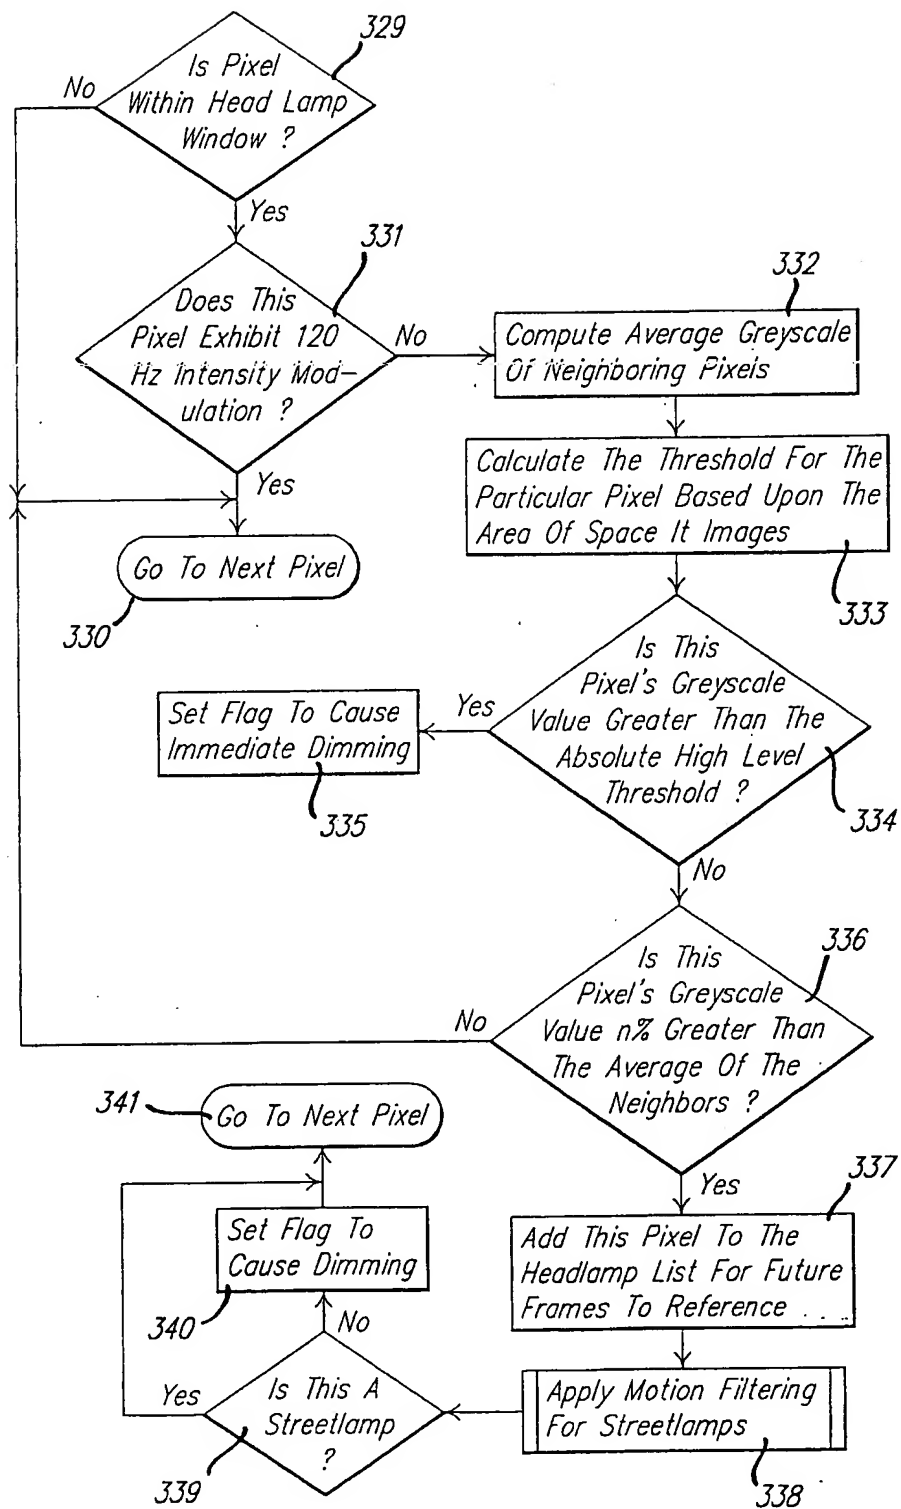 329
Is Pixel
Within Head Lamp
Window ?
No
Yes
331
Does This
Pixel Exhibit 120
Hz Intensity Mod-
ulation ?
No
Yes
332
Compute Average Greyscale
Of Neighboring Pixels
Calculate The Threshold For The
Particular Pixel Based Upon The
Area Of Space It Images
333
Go To Next Pixel
330
Is This
Pixel's Greyscale
Value Greater Than The
Absolute High Level
Threshold ?
334
Yes
Set Flag To Cause
Immediate Dimming
335
No
336
Is This
Pixel's Greyscale
Value n% Greater Than
The Average Of The
Neighbors ?
No
Yes
337
Add This Pixel To The
Headlamp List For Future
Frames To Reference
Apply Motion Filtering
For Streetlamps
338
Is This A
Streetlamp
?
339
Yes
No
Set Flag To
Cause Dimming
340
341
Go To Next Pixel